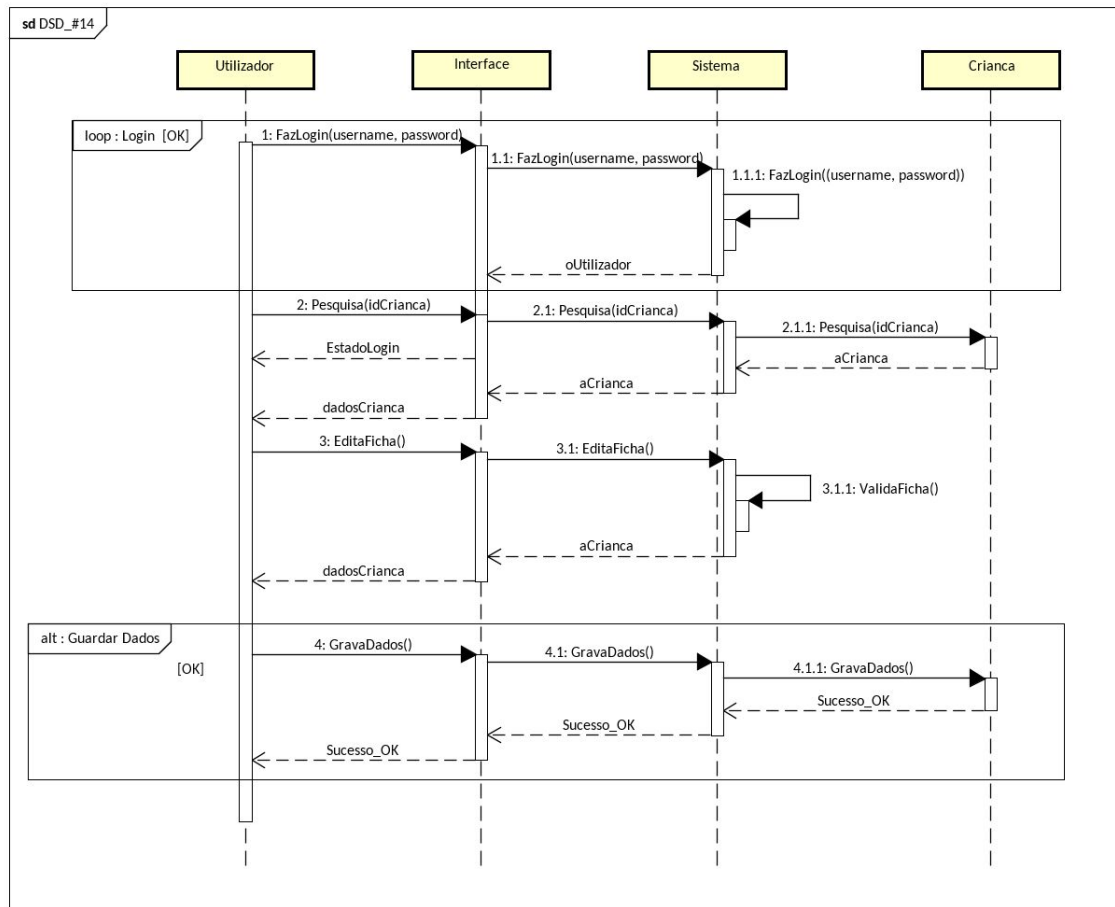 sd DSD_#14
Utilizador
Interface
Sistema
Crianca
loop : Login [OK]
1: FazLogin(username, password)
1.1: FazLogin(username, password)
1.1.1: FazLogin((username, password))
oUtilizador
2: Pesquisa(idCrianca)
2.1: Pesquisa(idCrianca)
2.1.1: Pesquisa(idCrianca)
EstadoLogin
aCrianca
aCrianca
dadosCrianca
3: EditaFicha()
3.1: EditaFicha()
3.1.1: ValidaFicha()
aCrianca
dadosCrianca
alt : Guardar Dados
[OK]
4: GravaDados()
4.1: GravaDados()
4.1.1: GravaDados()
Sucesso_OK
Sucesso_OK
Sucesso_OK